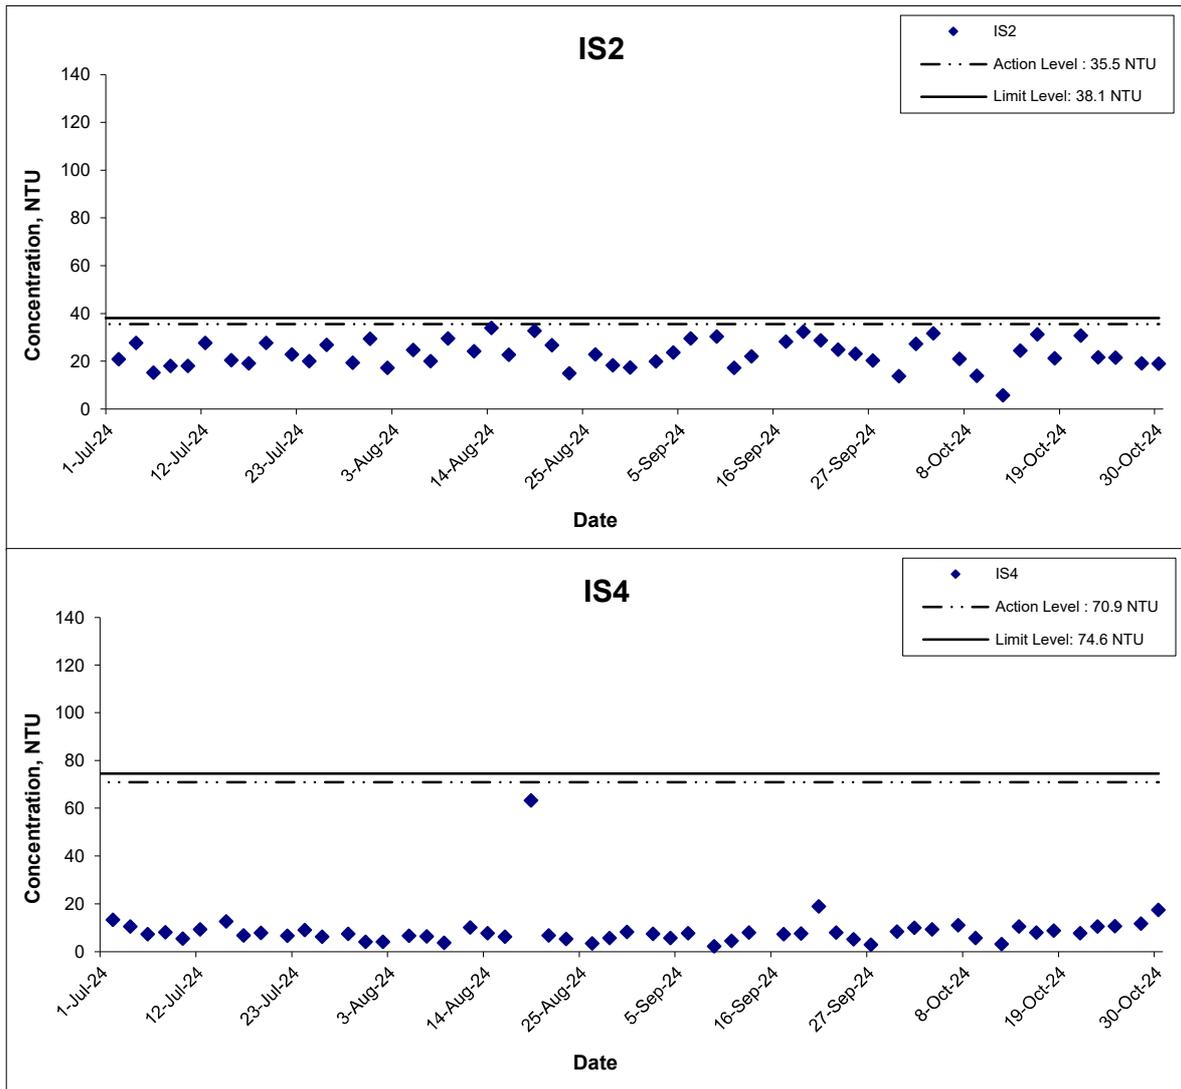 IS2
IS2
Action Level : 35.5 NTU
Limit Level: 38.1 NTU
Concentration, NTU
140
120
100
80
60
40
20
0
1-Jul-24
12-Jul-24
23-Jul-24
3-Aug-24
14-Aug-24
25-Aug-24
5-Sep-24
16-Sep-24
27-Sep-24
8-Oct-24
19-Oct-24
30-Oct-24
Date
IS4
IS4
Action Level : 70.9 NTU
Limit Level: 74.6 NTU
Concentration, NTU
140
120
100
80
60
40
20
0
1-Jul-24
12-Jul-24
23-Jul-24
3-Aug-24
14-Aug-24
25-Aug-24
5-Sep-24
16-Sep-24
27-Sep-24
8-Oct-24
19-Oct-24
30-Oct-24
Date